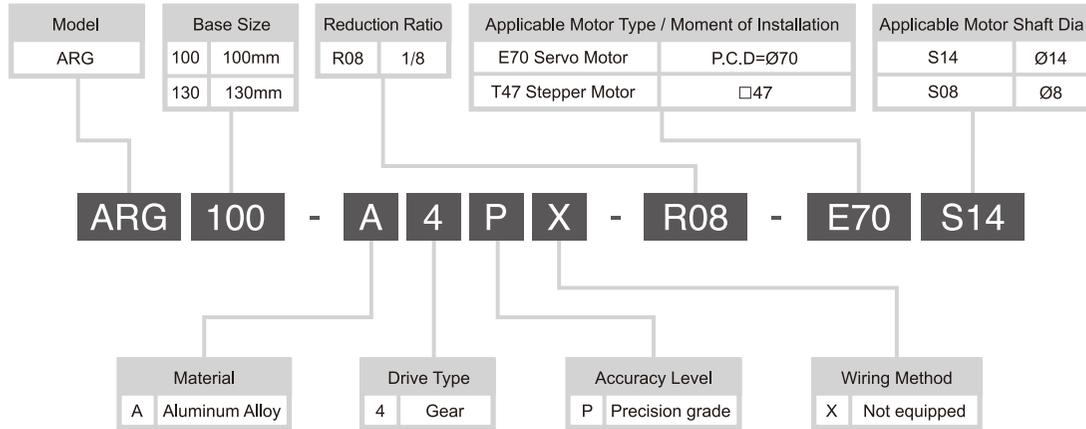 Model
ARG
Base Size
100 100mm
130 130mm
Reduction Ratio
R08 1/8
Applicable Motor Type / Moment of Installation
E70 Servo Motor P.C.D=Ø70
T47 Stepper Motor □47
Applicable Motor Shaft Dia
S14 Ø14
S08 Ø8
ARG 100 - A 4 P X - R08 - E70 S14
Material
A Aluminum Alloy
Drive Type
4 Gear
Accuracy Level
P Precision grade
Wiring Method
X Not equipped